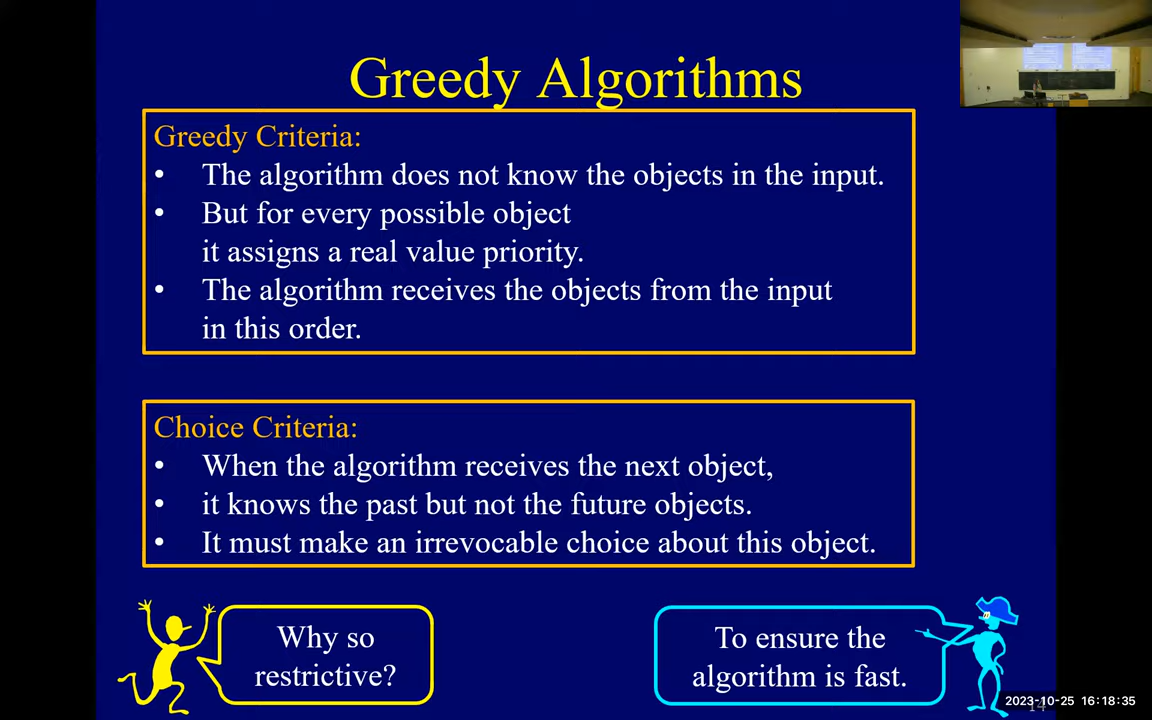 Greedy Algorithms
Greedy Criteria:
• The algorithm does not know the objects in the input.
• But for every possible object
it assigns a real value priority.
• The algorithm receives the objects from the input
in this order.
Choice Criteria:
• When the algorithm receives the next object,
• it knows the past but not the future objects.
• It must make an irrevocable choice about this object.
Why so
restrictive?
To ensure the
algorithm is fast.
2023-10-25 16:18:35
14